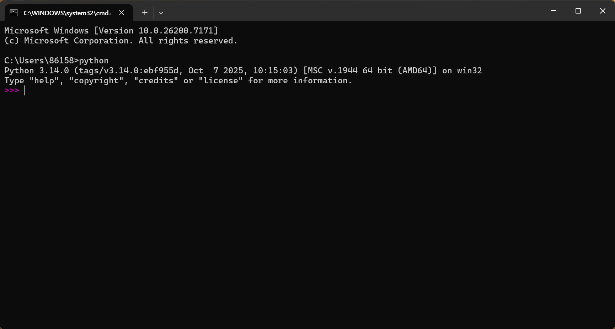 C:\WINDOWS\system32\cmd.
Microsoft Windows [Version 10.0.26200.7171]
(c) Microsoft Corporation. All rights reserved.
C:\Users\86158>python
Python 3.14.0 (tags/v3.14.0:ebf955d, Oct  7 2025, 10:15:03) [MSC v.1944 64 bit (AMD64)] on win32
Type "help", "copyright", "credits" or "license" for more information.
>>>